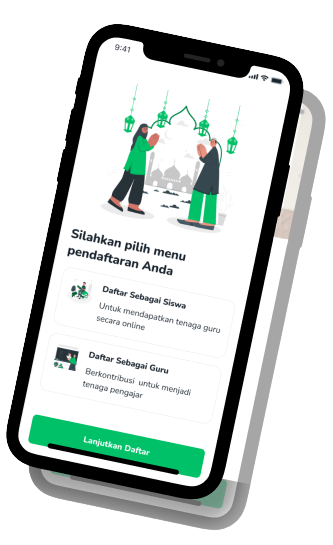 9:41
Silahkan pilih menu
pendaftaran Anda
Daftar Sebagai Siswa
Untuk mendapatkan tenaga guru
secara online
Daftar Sebagai Guru
Berkontribusi untuk menjadi
tenaga pengajar
Lanjutkan Daftar